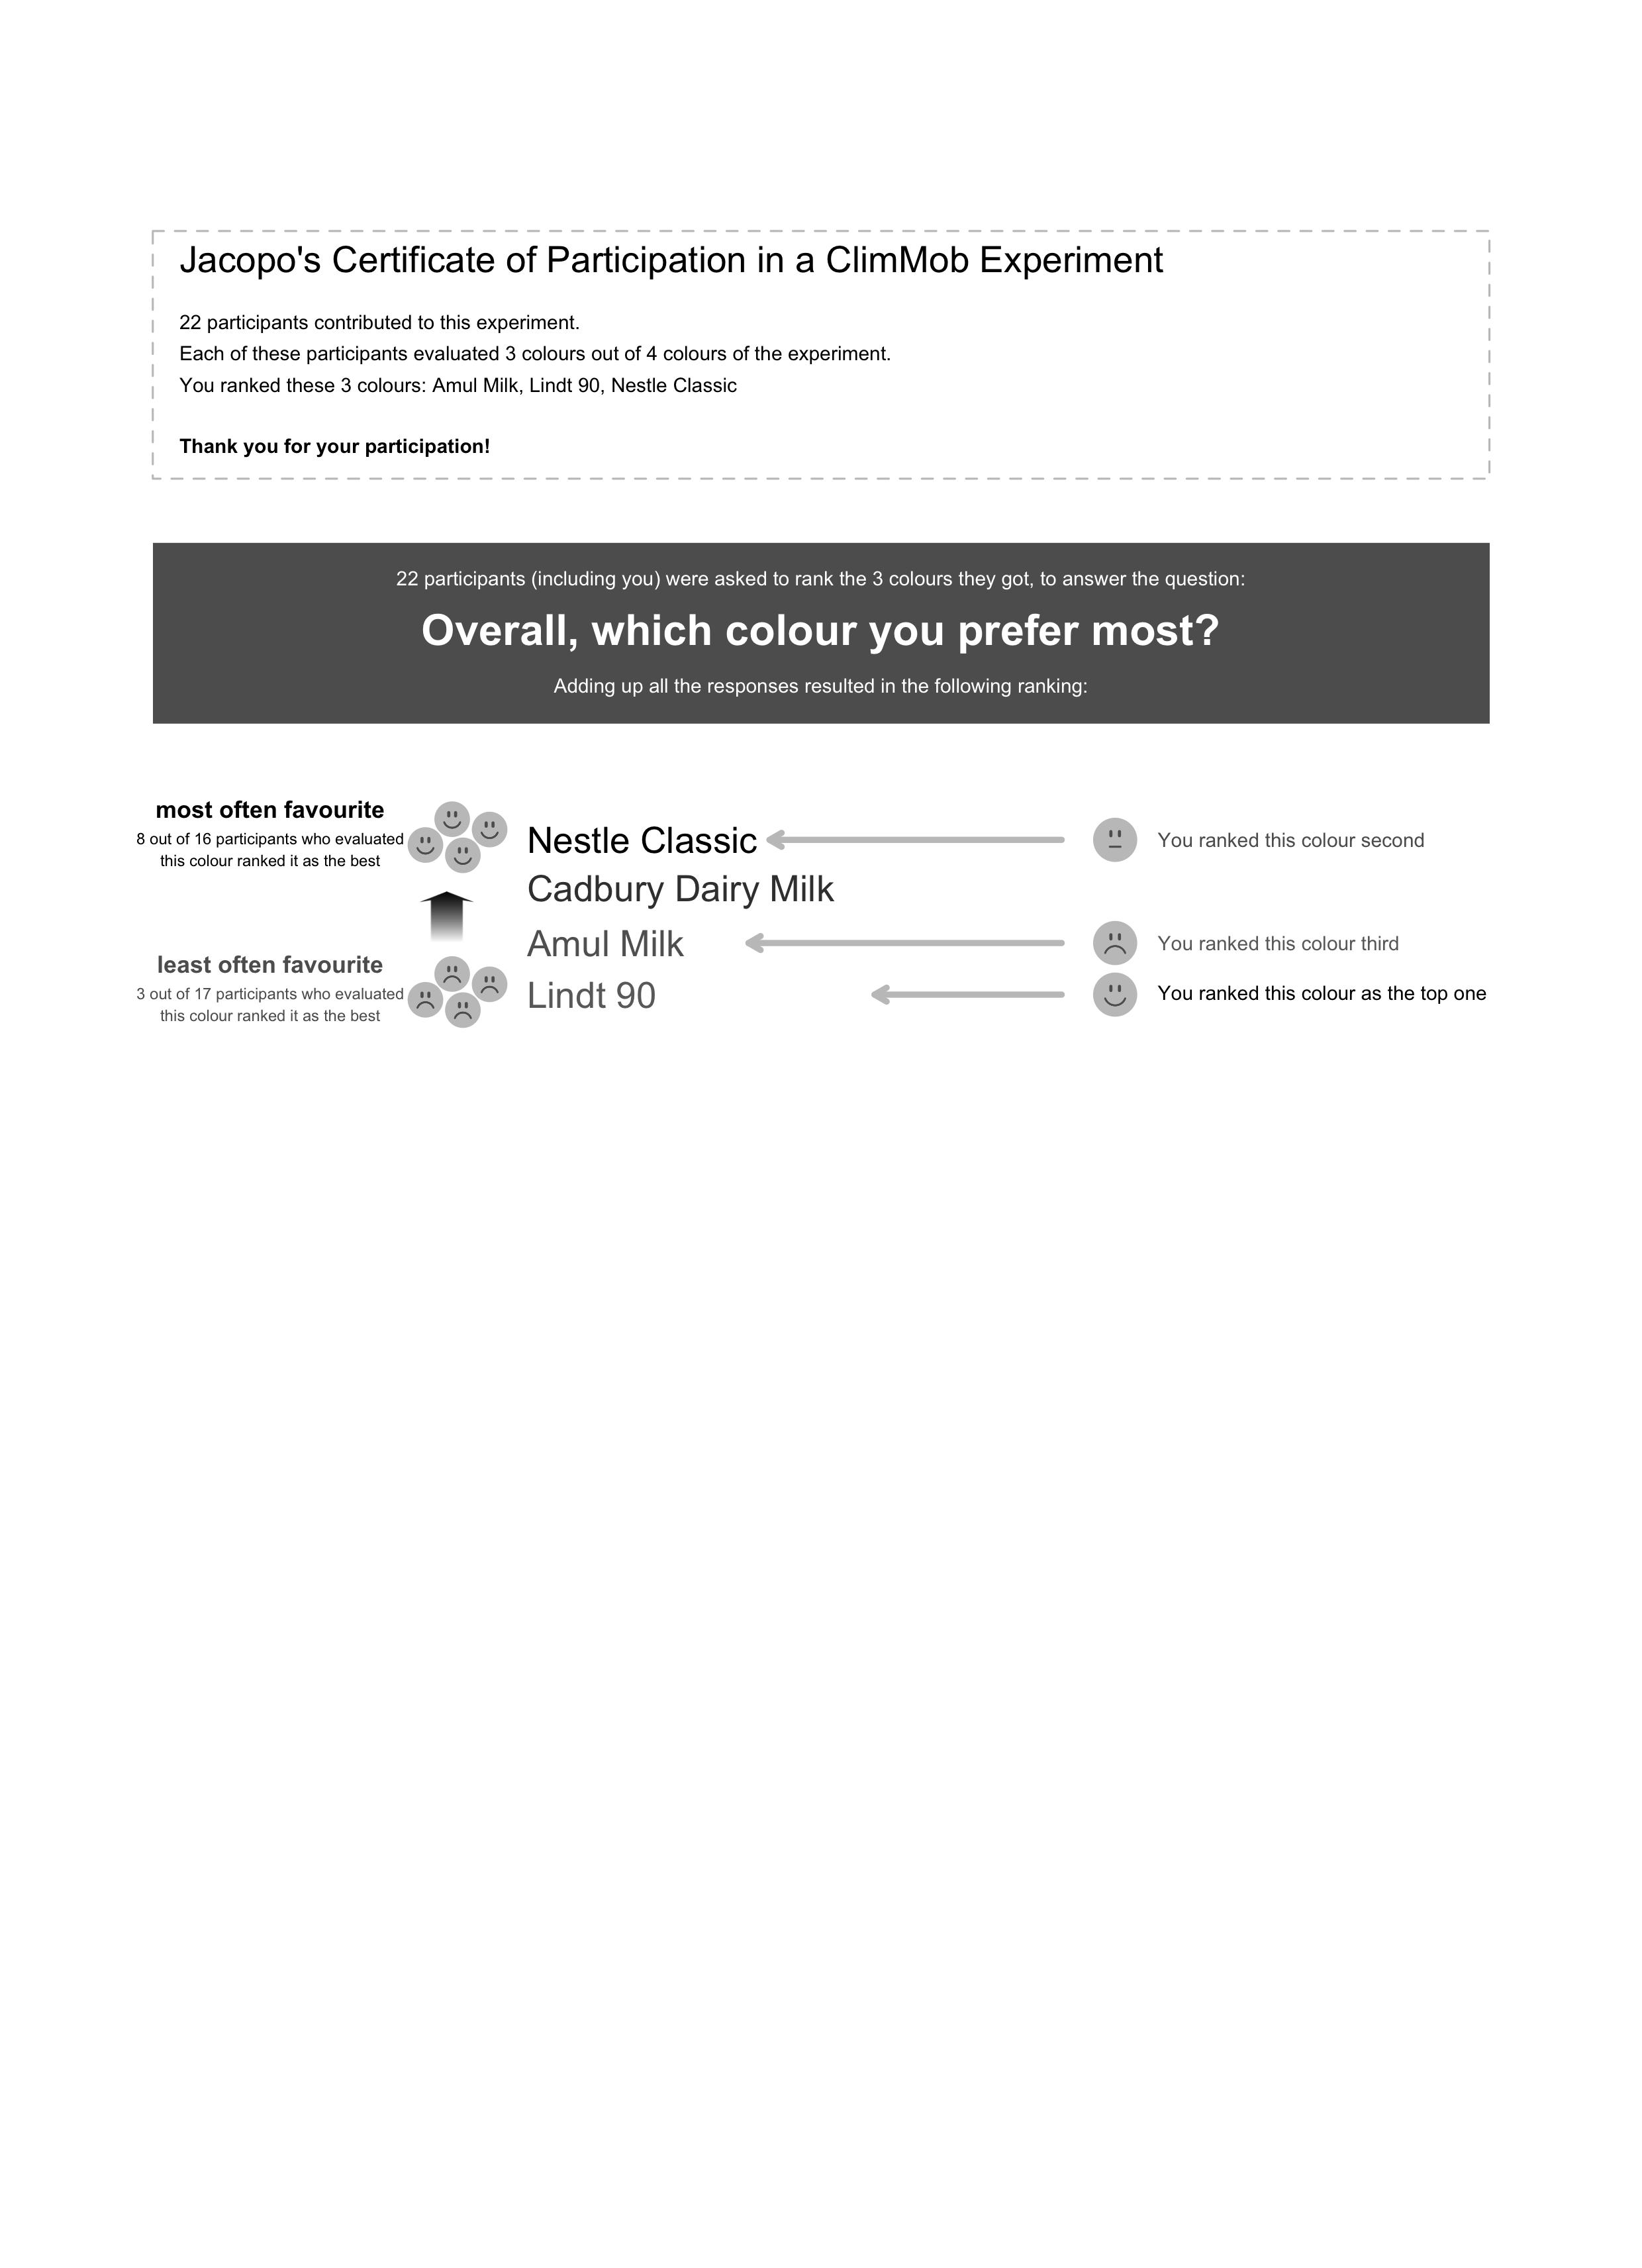 Jacopo's Certificate of Participation in a ClimMob Experiment
22 participants contributed to this experiment.
Each of these participants evaluated 3 colours out of 4 colours of the experiment.
You ranked these 3 colours: Amul Milk, Lindt 90, Nestle Classic
Thank you for your participation!
22 participants (including you) were asked to rank the 3 colours they got, to answer the question:
Overall, which colour you prefer most?
Adding up all the responses resulted in the following ranking:
most often favourite
8 out of 16 participants who evaluated
this colour ranked it as the best
Nestle Classic
You ranked this colour second
Cadbury Dairy Milk
Amul Milk
You ranked this colour third
least often favourite
3 out of 17 participants who evaluated
this colour ranked it as the best
Lindt 90
You ranked this colour as the top one